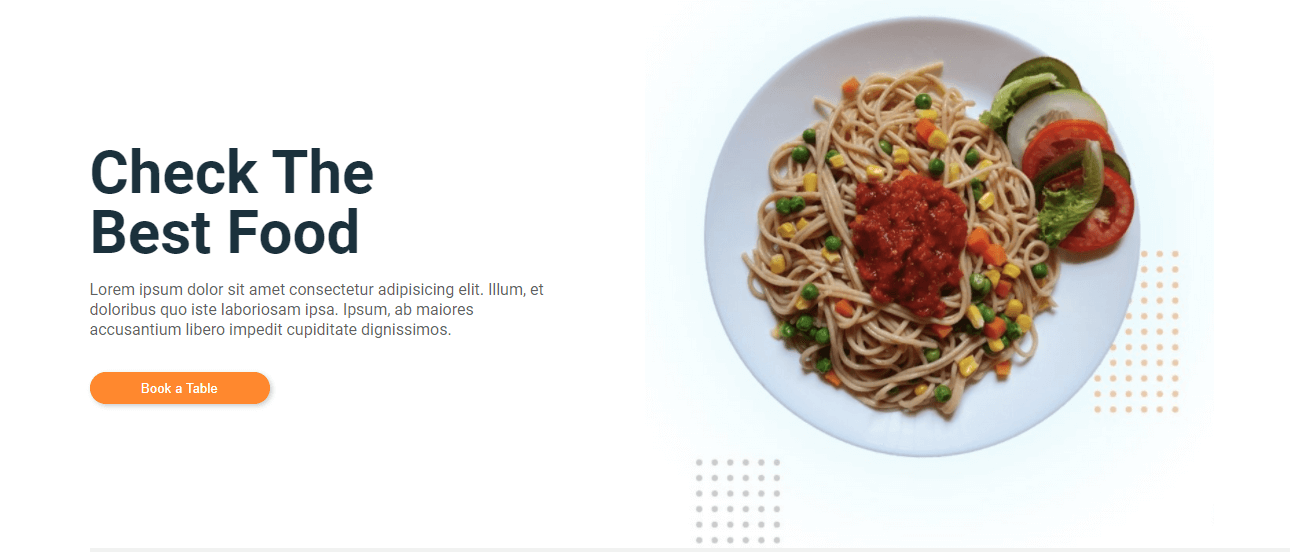 Check The
Best Food
Lorem ipsum dolor sit amet consectetur adipisicing elit. Illum, et
doloribus quo iste laboriosam ipsa. Ipsum, ab maiores
accusantium libero impedit cupiditate dignissimos.
Book a Table